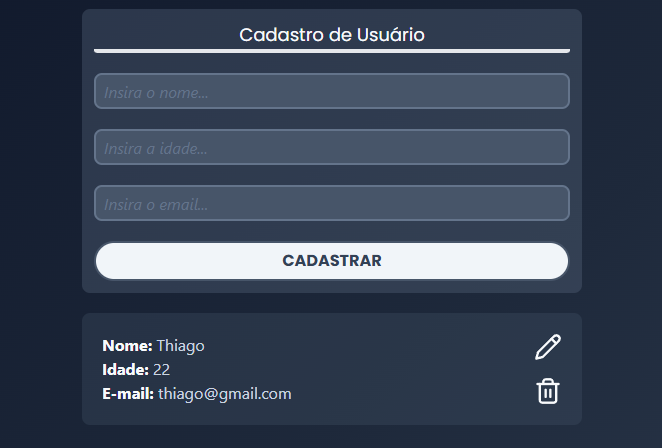 Cadastro de Usuário
Insira o nome...
Insira a idade...
Insira o email...
CADASTRAR
Nome: Thiago
Idade: 22
E-mail: thiago@gmail.com